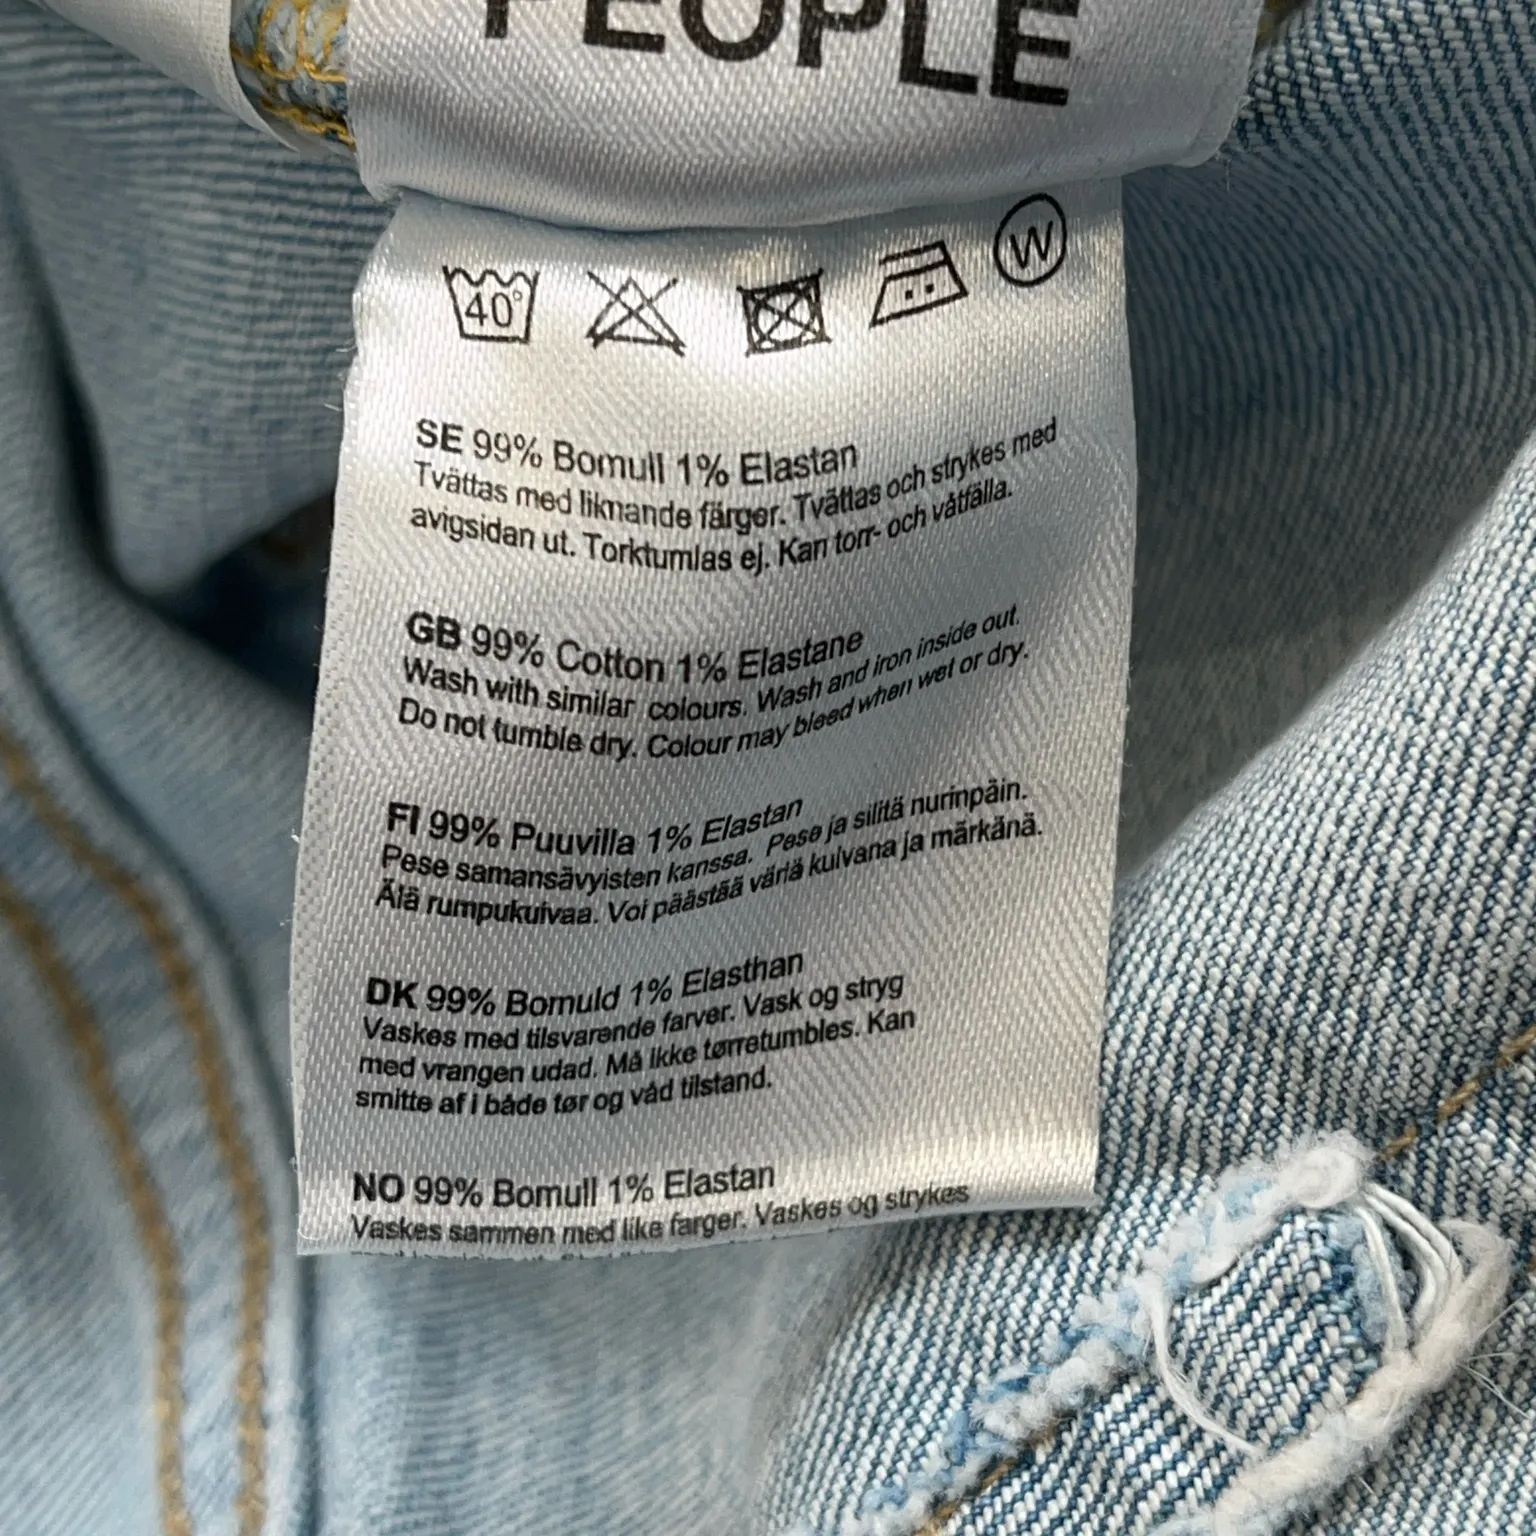 PEOPLE
40°
W
SE 99% Bomull 1% Elastan
Tvättas med liknande färger. Tvättas och strykes med
avigsidan ut. Torktumlas ej. Kan torr- och våtfälla.
GB 99% Cotton 1% Elastane
Wash with similar colours. Wash and iron inside out.
Do not tumble dry. Colour may bleed when wet or dry.
FI 99% Puuvilla 1% Elastan
Pese samansävyisten kanssa. Pese ja silitä nurinpäin.
Älä rumpukuivaa. Voi päästää väriä kuivana ja märkänä.
DK 99% Bomuld 1% Elasthan
Vaskes med tilsvarende farver. Vask og stryg
med vrangen udad. Må ikke tørretumbles. Kan
smitte af i både tør og våd tilstand.
NO 99% Bomull 1% Elastan
Vaskes sammen med like farger. Vaskes og strykes